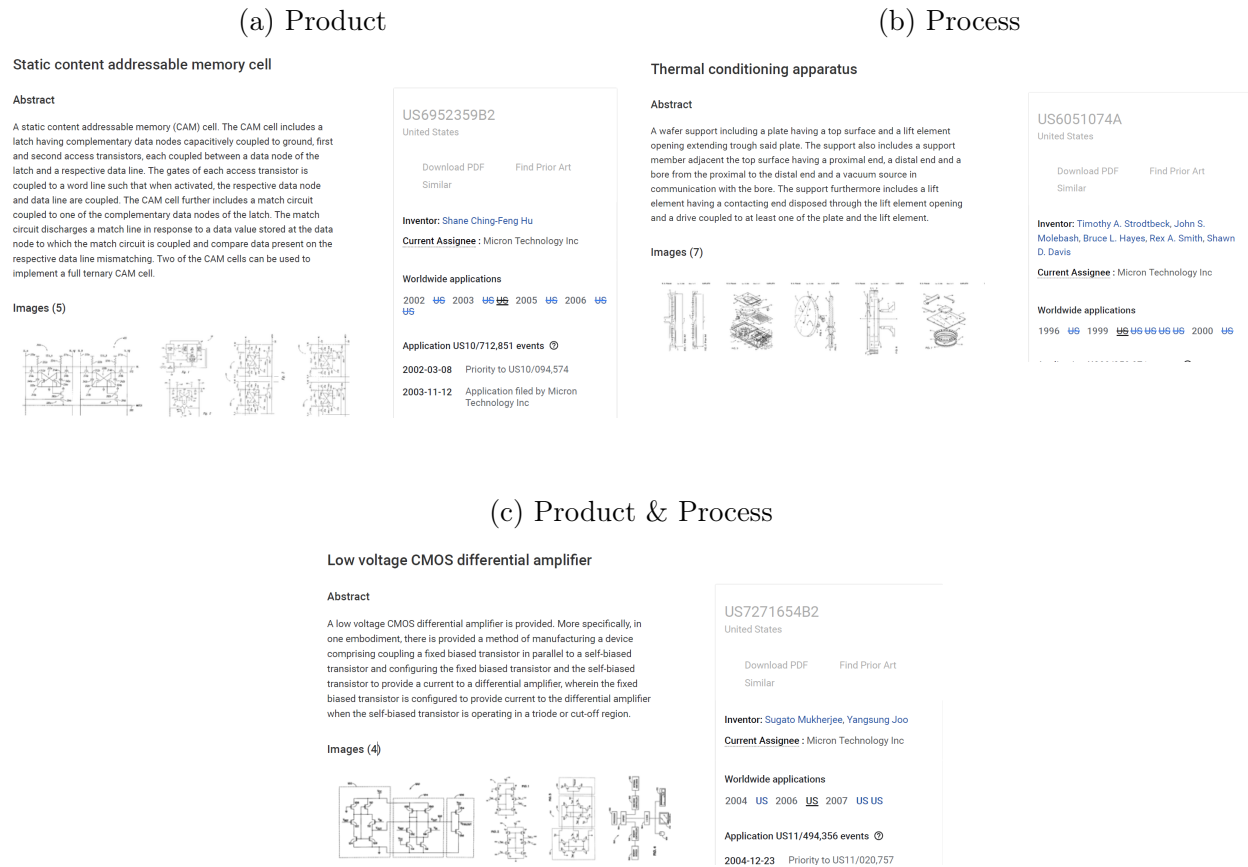 (a) Product
Static content addressable memory cell
Abstract
A static content addressable memory (CAM) cell. The CAM cell includes a
latch having complementary data nodes capacitively coupled to ground, first
and second access transistors, each coupled between a data node of the
latch and a respective data line. The gates of each access transistor is
coupled to a word line such that when activated, the respective data node
and data line are coupled. The CAM cell further includes a match circuit
coupled to one of the complementary data nodes of the latch. The match
circuit discharges a match line in response to a data value stored at the data
node to which the match circuit is coupled and compare data present on the
respective data line mismatching. Two of the CAM cells can be used to
implement a full ternary CAM cell.
Images (5)
US6952359B2
United States
Download PDF Find Prior Art
Similar
Inventor: Shane Ching-Feng Hu
Current Assignee : Micron Technology Inc
Worldwide applications
2002 US 2003 US US 2005 US 2006 US
US
Application US10/712,851 events
2002-03-08 Priority to US10/094,574
2003-11-12 Application filed by Micron
Technology Inc
(b) Process
Thermal conditioning apparatus
Abstract
A wafer support including a plate having a top surface and a lift element
opening extending trough said plate. The support also includes a support
member adjacent the top surface having a proximal end, a distal end and a
bore from the proximal to the distal end and a vacuum source in
communication with the bore. The support furthermore includes a lift
element having a contacting end disposed through the lift element opening
and a drive coupled to at least one of the plate and the lift element.
Images (7)
US6051074A
United States
Download PDF Find Prior Art
Similar
Inventor: Timothy A. Strodtbeck, John S.
Molebash, Bruce L. Hayes, Rex A. Smith, Shawn
D. Davis
Current Assignee : Micron Technology Inc
Worldwide applications
1996 US 1999 US US US US US 2000 US
(c) Product & Process
Low voltage CMOS differential amplifier
Abstract
A low voltage CMOS differential amplifier is provided. More specifically, in
one embodiment, there is provided a method of manufacturing a device
comprising coupling a fixed biased transistor in parallel to a self-biased
transistor and configuring the fixed biased transistor and the self-biased
transistor to provide a current to a differential amplifier, wherein the fixed
biased transistor is configured to provide current to the differential amplifier
when the self-biased transistor is operating in a triode or cut-off region.
Images (4)
US7271654B2
United States
Download PDF Find Prior Art
Similar
Inventor: Sugato Mukherjee, Yangsung Joo
Current Assignee : Micron Technology Inc
Worldwide applications
2004 US 2006 US 2007 US US
Application US11/494,356 events
2004-12-23 Priority to US11/020,757